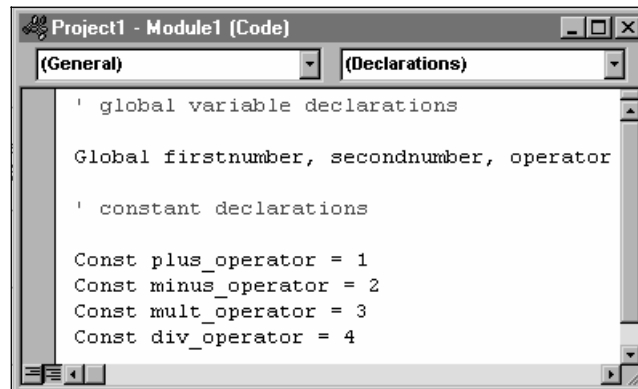 Project1 - Module1 (Code)
(General) (Declarations)
' global variable declarations
Global firstnumber, secondnumber, operator
' constant declarations
Const plus_operator = 1
Const minus_operator = 2
Const mult_operator = 3
Const div_operator = 4